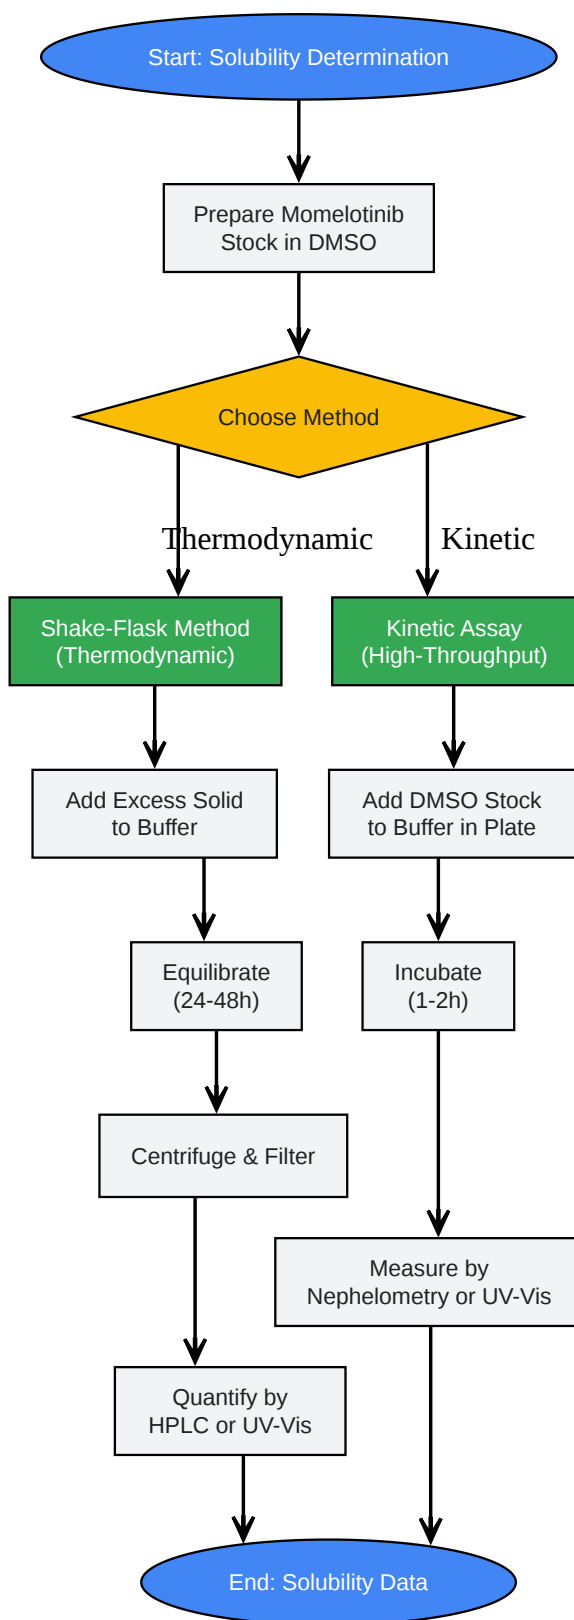 Start: Solubility Determination
Prepare Momelotinib
Stock in DMSO
Choose Method
Thermodynamic
Kinetic
Shake-Flask Method
(Thermodynamic)
Kinetic Assay
(High-Throughput)
Add Excess Solid
to Buffer
Add DMSO Stock
to Buffer in Plate
Equilibrate
(24-48h)
Incubate
(1-2h)
Centrifuge & Filter
Measure by
Nephelometry or UV-Vis
Quantify by
HPLC or UV-Vis
End: Solubility Data